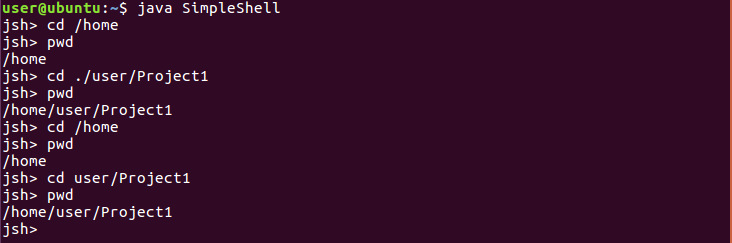 user@ubuntu:~$ java SimpleShell
jsh> cd /home
jsh> pwd
/home
jsh> cd ./user/Project1
jsh> pwd
/home/user/Project1
jsh> cd /home
jsh> pwd
/home
jsh> cd user/Project1
jsh> pwd
/home/user/Project1
jsh>